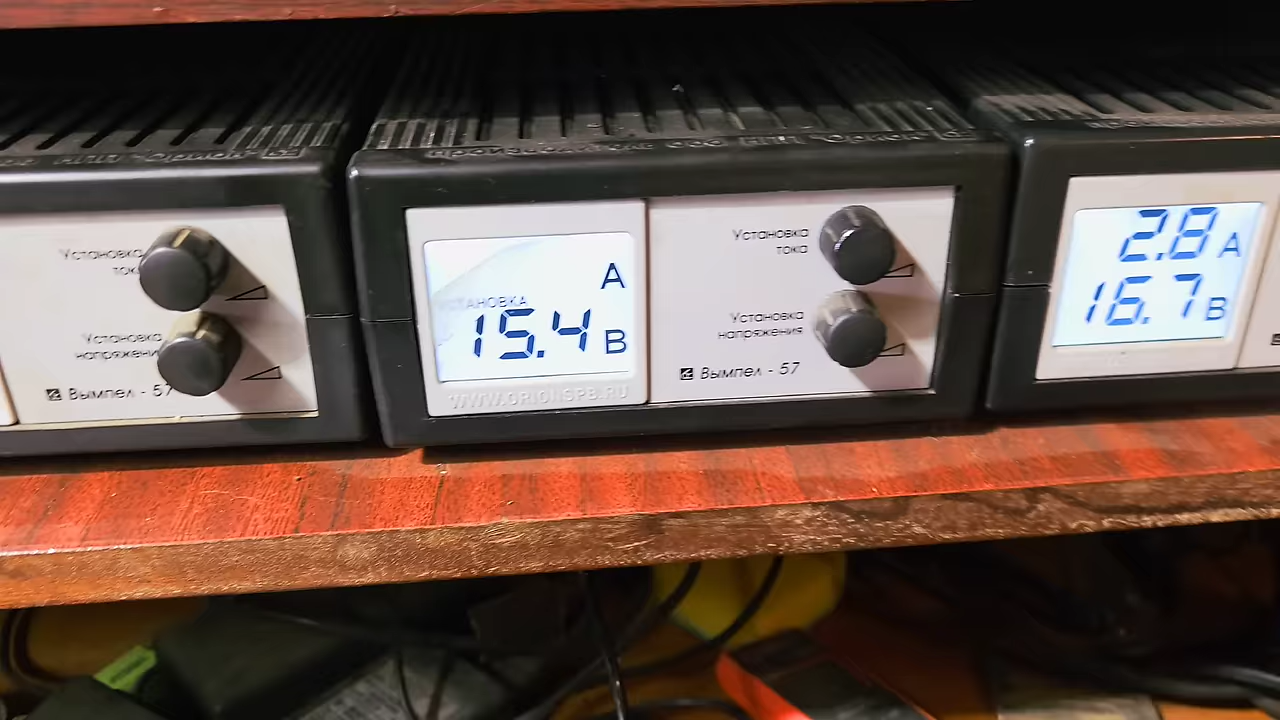 Установка
тока
Установка
напряжения
Вымпел - 57
А
УСТАНОВКА
15.4 В
WWW.ORIONSPB.RU
Установка
тока
Установка
напряжения
Вымпел - 57
2.8 А
16.7 В